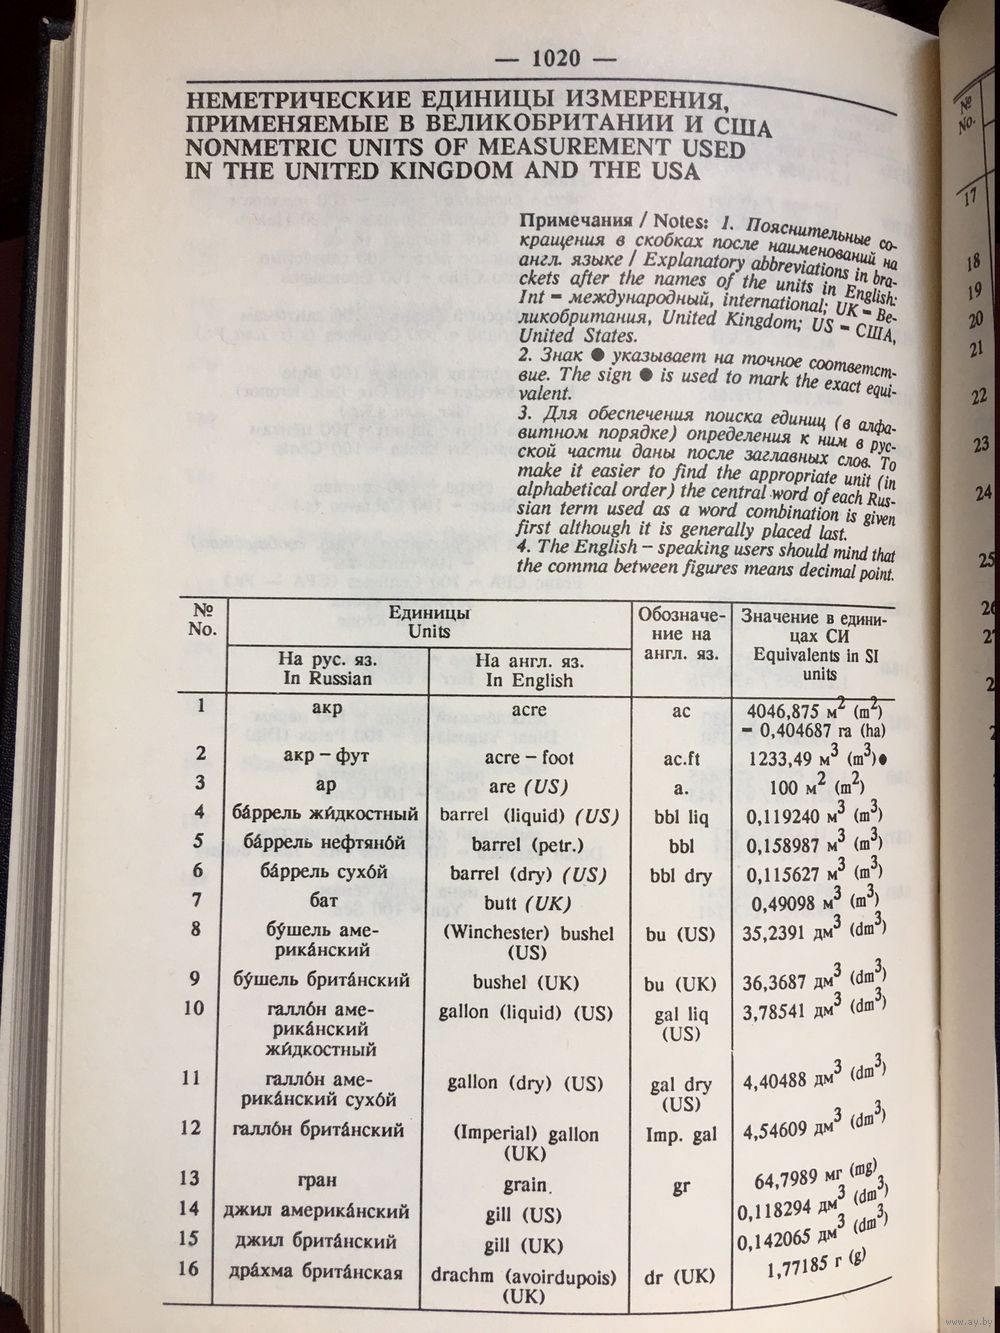 — 1020 —
НЕМЕТРИЧЕСКИЕ ЕДИНИЦЫ ИЗМЕРЕНИЯ,
ПРИМЕНЯЕМЫЕ В ВЕЛИКОБРИТАНИИ И США
NONMETRIC UNITS OF MEASUREMENT USED
IN THE UNITED KINGDOM AND THE USA
Примечания / Notes: 1. Пояснительные со-
кращения в скобках после наименований на
англ. языке / Explanatory abbreviations in bra-
ckets after the names of the units in English:
Int – международный, international; UK – Ве-
ликобритания, United Kingdom; US – США,
United States.
2. Знак ● указывает на точное соответст-
вие. The sign ● is used to mark the exact equi-
valent.
3. Для обеспечения поиска единиц (в алфа-
витном порядке) определения к ним в рус-
ской части даны после заглавных слов. To
make it easier to find the appropriate unit (in
alphabetical order) the central word of each Rus-
sian term used as a word combination is given
first although it is generally placed last.
4. The English – speaking users should mind that
the comma between figures means decimal point.
№ No. | Единицы Units | Обозначе- ние на англ. яз. | Значение в едини- цах СИ Equivalents in SI units
На рус. яз. In Russian | На англ. яз. In English
1 акр acre ac 4046,875 м² (m²)
– 0,404687 га (ha)
2 акр – фут acre – foot ac.ft 1233,49 м³ (m³)●
3 ар are (US) a. 100 м² (m²)
4 ба́ррель жи́дкостный barrel (liquid) (US) bbl liq 0,119240 м³ (m³)
5 ба́ррель нефтяно́й barrel (petr.) bbl 0,158987 м³ (m³)
6 ба́ррель сухо́й barrel (dry) (US) bbl dry 0,115627 м³ (m³)
7 бат butt (UK) 0,49098 м³ (m³)
8 бу́шель аме- (Winchester) bushel bu (US) 35,2391 дм³ (dm³)
рика́нский (US)
9 бу́шель брита́нский bushel (UK) bu (UK) 36,3687 дм³ (dm³)
10 галло́н аме- gallon (liquid) (US) gal liq 3,78541 дм³ (dm³)
рика́нский (US)
жи́дкостный
11 галло́н аме- gallon (dry) (US) gal dry 4,40488 дм³ (dm³)
рика́нский сухо́й (US)
12 галло́н брита́нский (Imperial) gallon Imp. gal 4,54609 дм³ (dm³)
(UK)
13 гран grain. gr 64,7989 мг (mg)
14 джил америка́нский gill (US) 0,118294 дм³ (dm³)
15 джил брита́нский gill (UK) 0,142065 дм³ (dm³)
16 дра́хма брита́нская drachm (avoirdupois) dr (UK) 1,77185 г (g)
(UK)
№
No.
17
18
19
20
21
22
23
24
25
www.ay.by